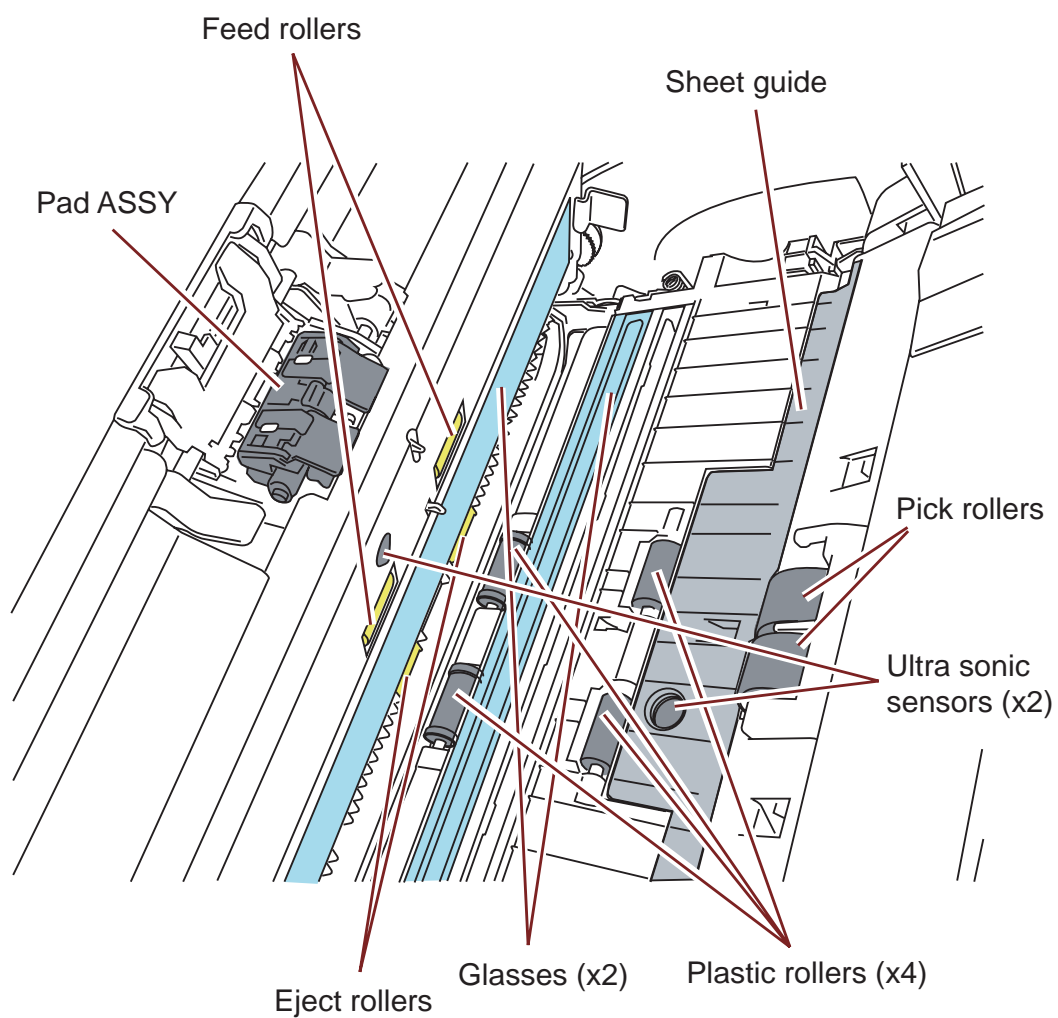 Feed rollers
Sheet guide
Pad ASSY
Pick rollers
Ultra sonic
sensors (x2)
Plastic rollers (x4)
Glasses (x2)
Eject rollers